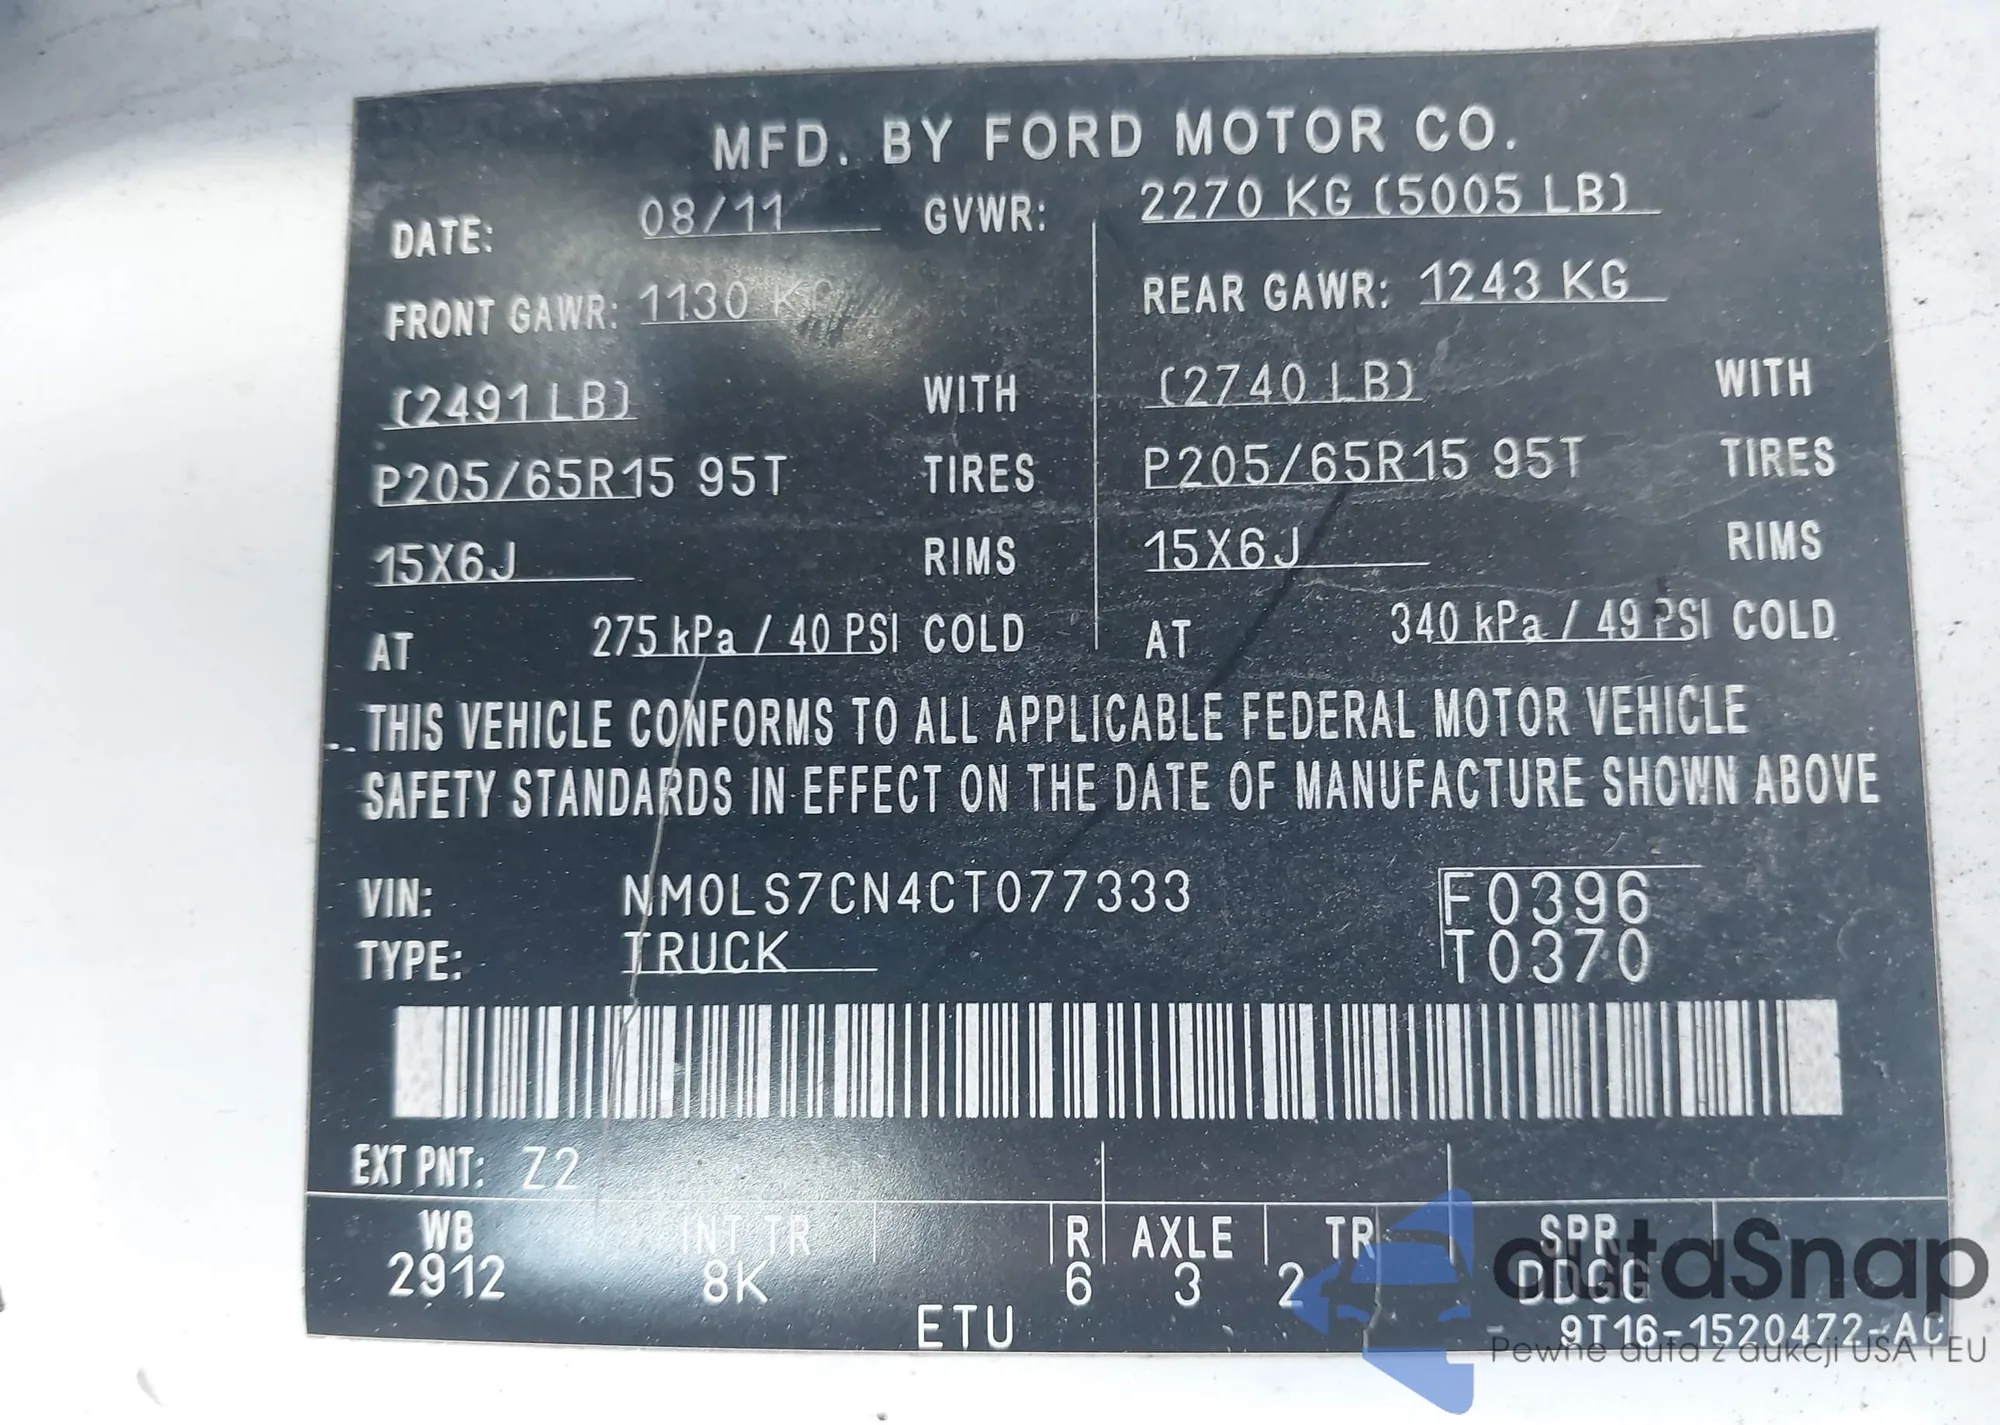 MFD. BY FORD MOTOR CO.
DATE: 08/11 GVWR: 2270 KG (5005 LB)
FRONT GAWR: 1130 KG REAR GAWR: 1243 KG
(2491 LB) WITH (2740 LB) WITH
P205/65R15 95T TIRES P205/65R15 95T TIRES
15X6J RIMS 15X6J RIMS
AT 275 kPa / 40 PSI COLD AT 340 kPa / 49 PSI COLD
THIS VEHICLE CONFORMS TO ALL APPLICABLE FEDERAL MOTOR VEHICLE
SAFETY STANDARDS IN EFFECT ON THE DATE OF MANUFACTURE SHOWN ABOVE
VIN: NM0LS7CN4CT077333 F0396
TYPE: TRUCK T0370
EXT PNT: Z2
WB INT TR R AXLE TR SPR
2912 8K 6 3 2 DDGG
ETU 9T16-1520472-AC
autaSnap
Pewne auta z aukcji USA i EU